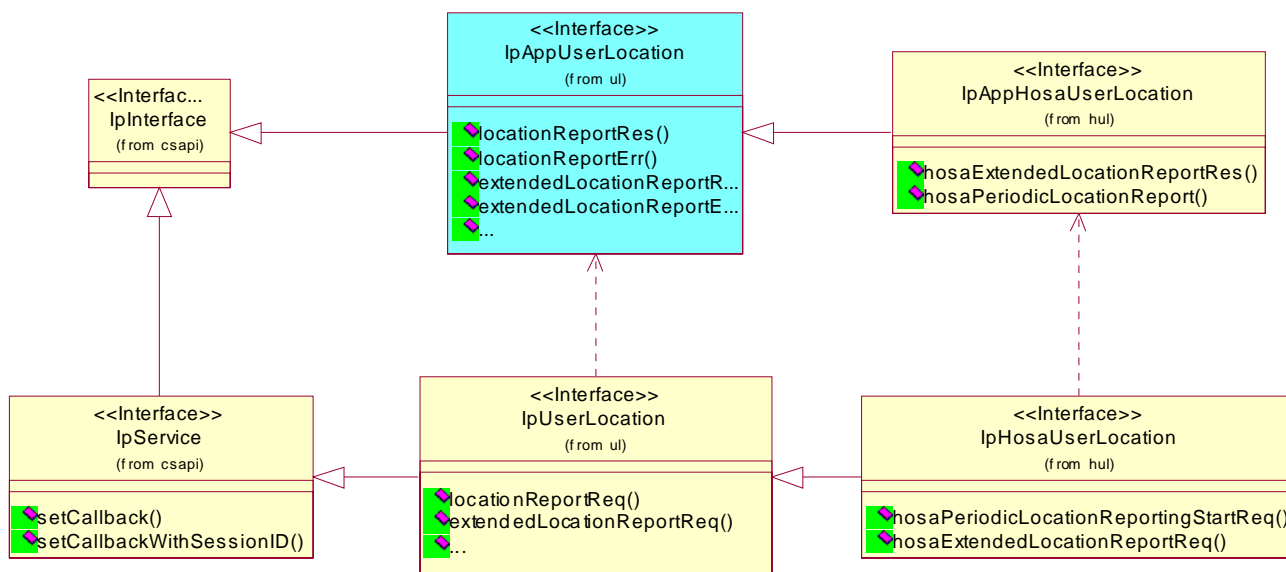 <<Interface>>
IpAppUserLocation
(from ul)
locationReportRes()
locationReportErr()
extendedLocationReportR...
extendedLocationReportE...
...
<<Interfac...
IpInterface
(from csapi)
<<Interface>>
IpAppHosaUserLocation
(from hul)
hosaExtendedLocationReportRes()
hosaPeriodicLocationReport()
<<Interface>>
IpService
(from csapi)
setCallback()
setCallbackWithSessionID()
<<Interface>>
IpUserLocation
(from ul)
locationReportReq()
extendedLocationReportReq()
...
<<Interface>>
IpHosaUserLocation
(from hul)
hosaPeriodicLocationReportingStartReq()
hosaExtendedLocationReportReq()